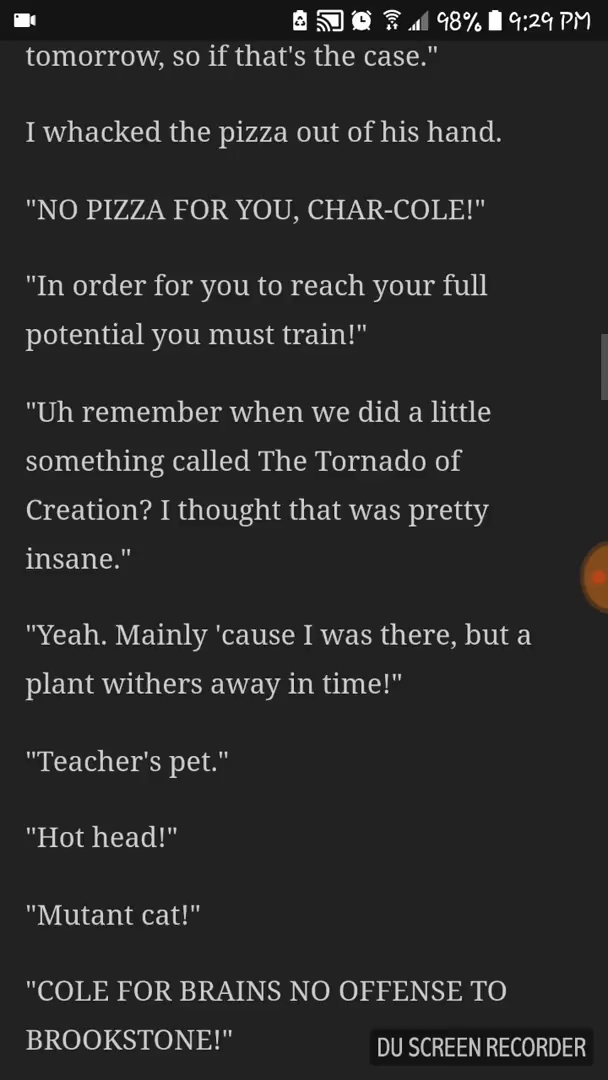 98% 9:29 PM
tomorrow, so if that's the case."
I whacked the pizza out of his hand.
"NO PIZZA FOR YOU, CHAR-COLE!"
"In order for you to reach your full
potential you must train!"
"Uh remember when we did a little
something called The Tornado of
Creation? I thought that was pretty
insane."
"Yeah. Mainly 'cause I was there, but a
plant withers away in time!"
"Teacher's pet."
"Hot head!"
"Mutant cat!"
"COLE FOR BRAINS NO OFFENSE TO
BROOKSTONE!"
DU SCREEN RECORDER